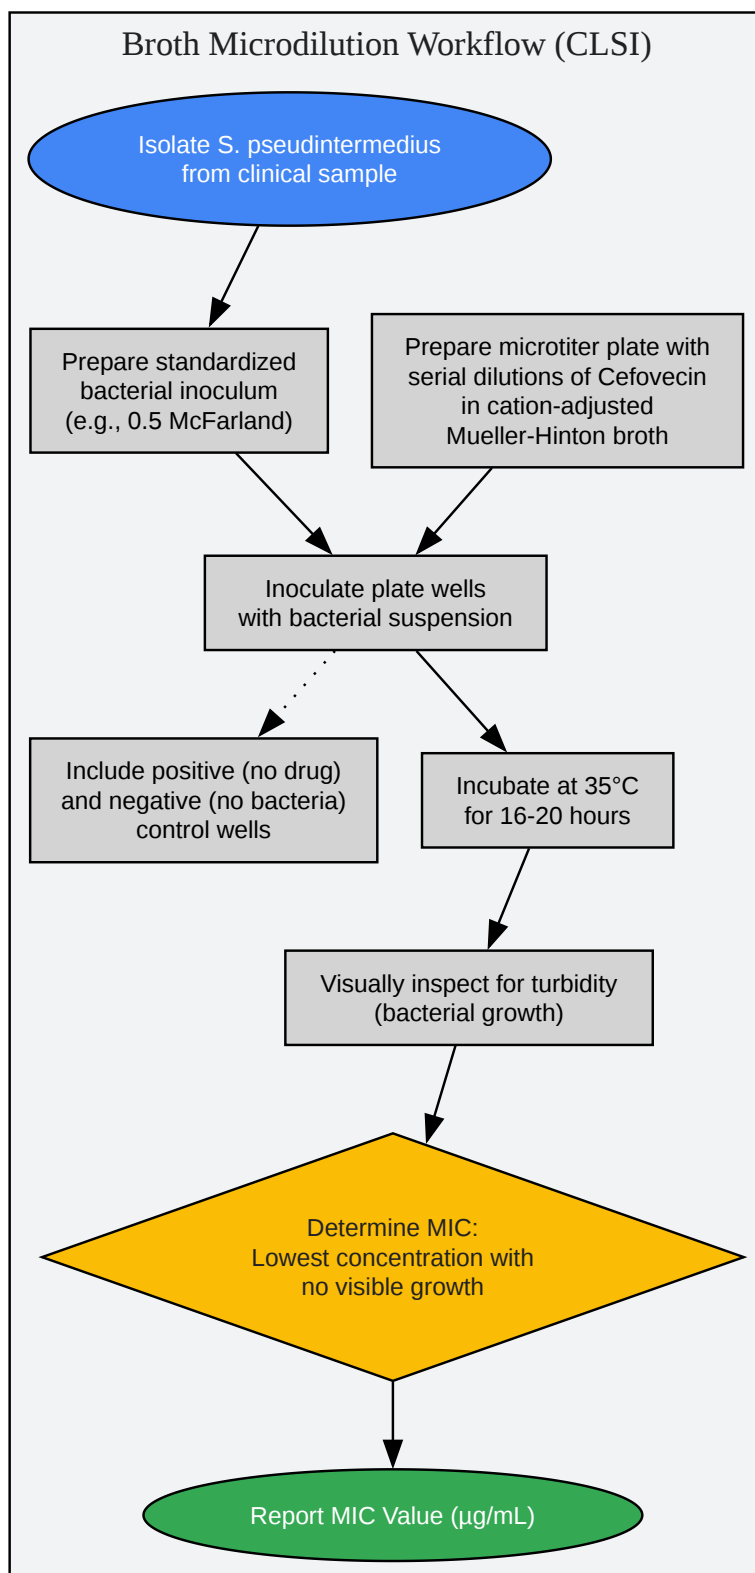 Broth Microdilution Workflow (CLSI)
Isolate S. pseudintermedius
from clinical sample
Prepare standardized
bacterial inoculum
(e.g., 0.5 McFarland)
Prepare microtiter plate with
serial dilutions of Cefovecin
in cation-adjusted
Mueller-Hinton broth
Inoculate plate wells
with bacterial suspension
Include positive (no drug)
and negative (no bacteria)
control wells
Incubate at 35°C
for 16-20 hours
Visually inspect for turbidity
(bacterial growth)
Determine MIC:
Lowest concentration with
no visible growth
Report MIC Value (µg/mL)